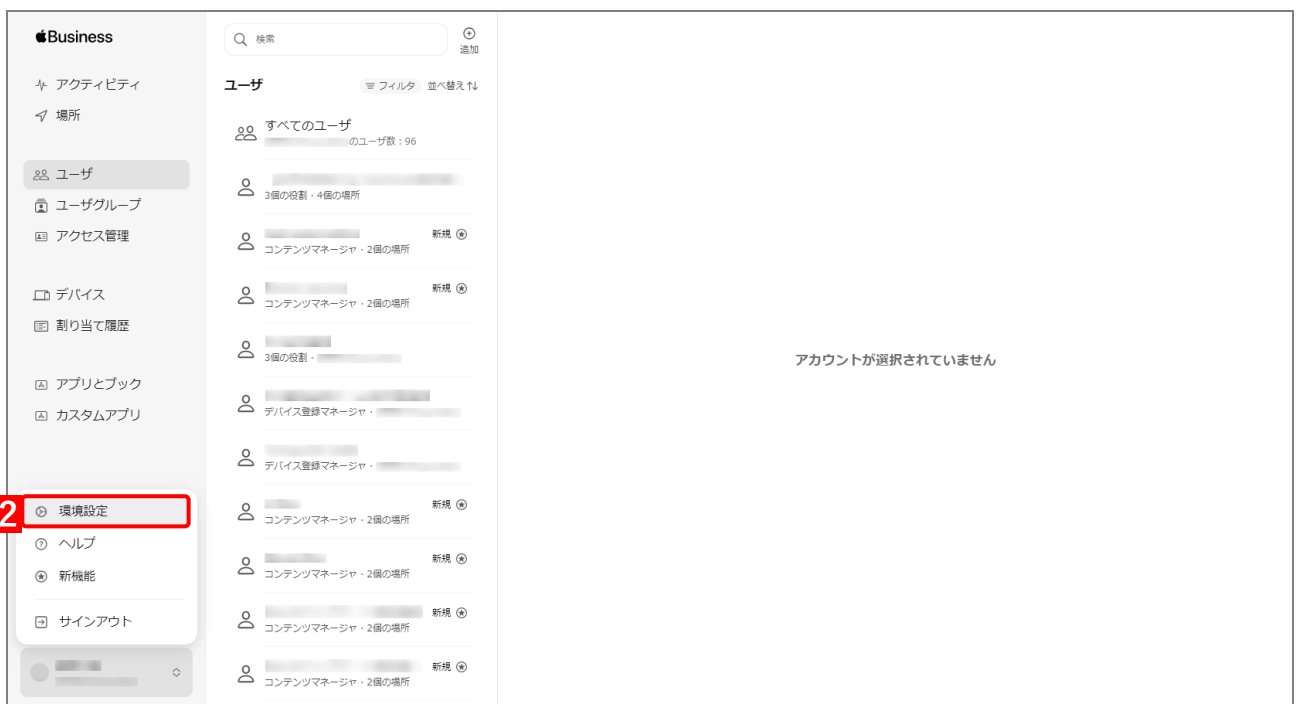 Business
アクティビティ
場所
ユーザ
ユーザグループ
アクセス管理
デバイス
割り当て履歴
アプリとブック
カスタムアプリ
2
環境設定
ヘルプ
新機能
サインアウト
検索
追加
ユーザ
フィルタ
並べ替え
すべてのユーザ
のユーザ数：96
3個の役割・4個の場所
新規
コンテンツマネージャ・2個の場所
新規
コンテンツマネージャ・2個の場所
3個の役割・
デバイス登録マネージャ・
デバイス登録マネージャ・
新規
コンテンツマネージャ・2個の場所
新規
コンテンツマネージャ・2個の場所
新規
コンテンツマネージャ・2個の場所
新規
コンテンツマネージャ・2個の場所
アカウントが選択されていません